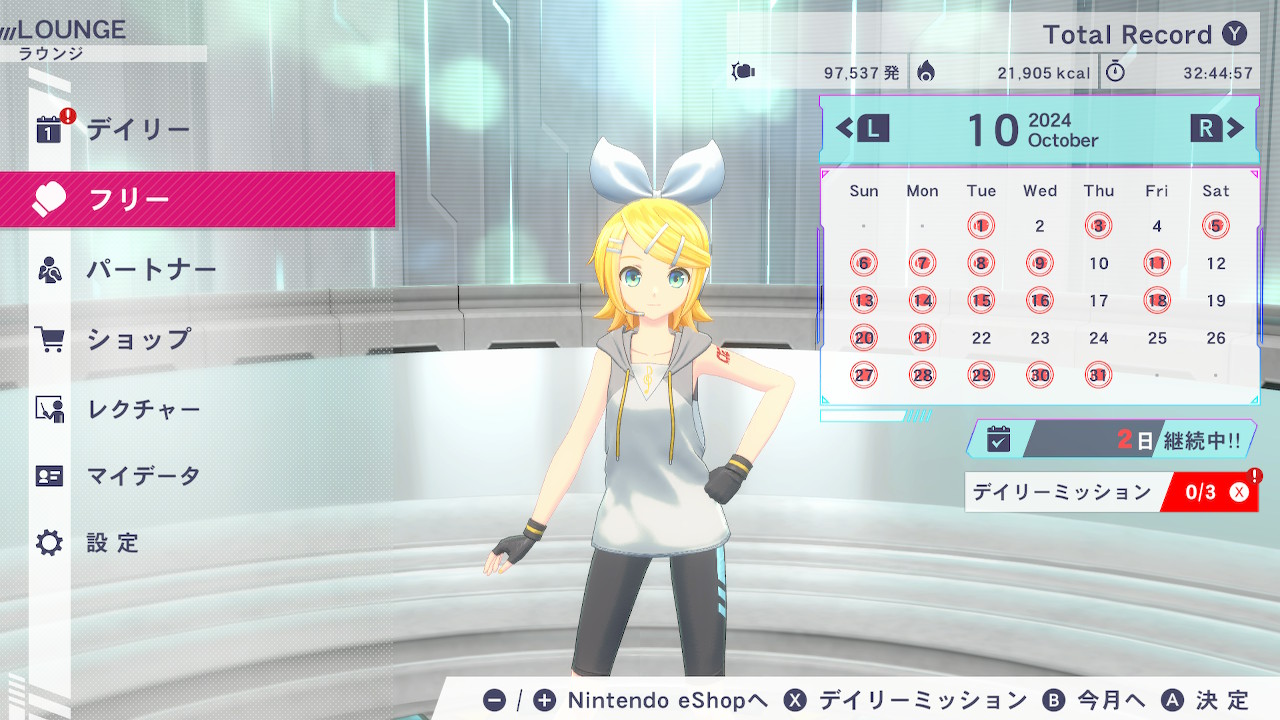 LOUNGE
ラウンジ
デイリー
フリー
パートナー
ショップ
レクチャー
マイデータ
設定
Total Record Y
97,537 発 21,905 kcal 32:44:57
L 10 2024 October R
Sun Mon Tue Wed Thu Fri Sat
1 2 3 4 5
6 7 8 9 10 11 12
13 14 15 16 17 18 19
20 21 22 23 24 25 26
27 28 29 30 31
2日 継続中!!
デイリーミッション 0/3 X
− / + Nintendo eShopへ X デイリーミッション B 今月へ A 決定